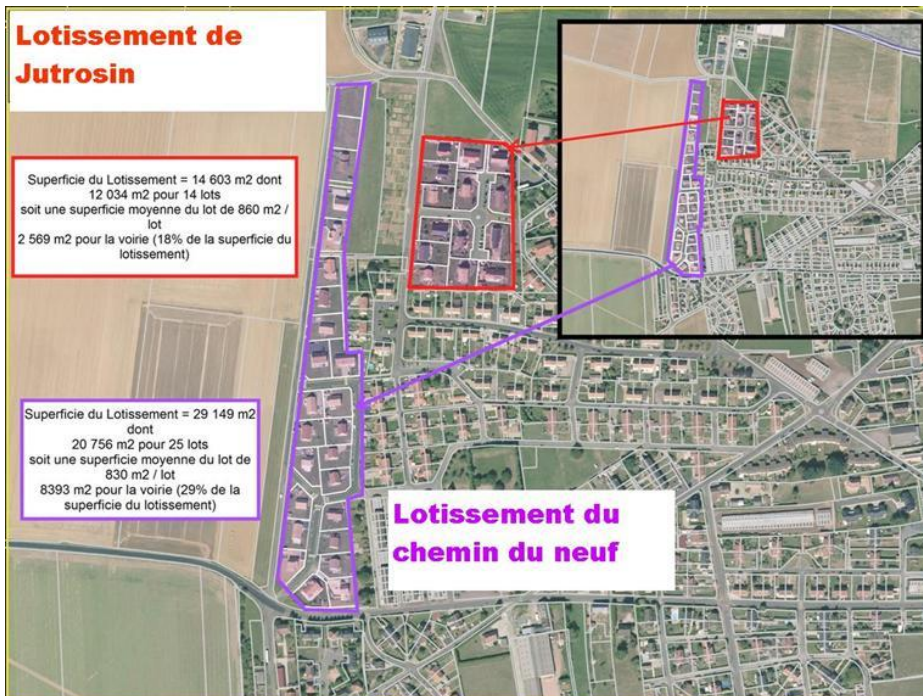 Lotissement de
Jutrosin
Superficie du Lotissement = 14 603 m2 dont
12 034 m2 pour 14 lots
soit une superficie moyenne du lot de 860 m2 /
lot
2 569 m2 pour la voirie (18% de la superficie du
lotissement)
Superficie du Lotissement = 29 149 m2
dont
20 756 m2 pour 25 lots
soit une superficie moyenne du lot de
830 m2 / lot
8393 m2 pour la voirie (29% de la
superficie du lotissement)
Lotissement du
chemin du neuf